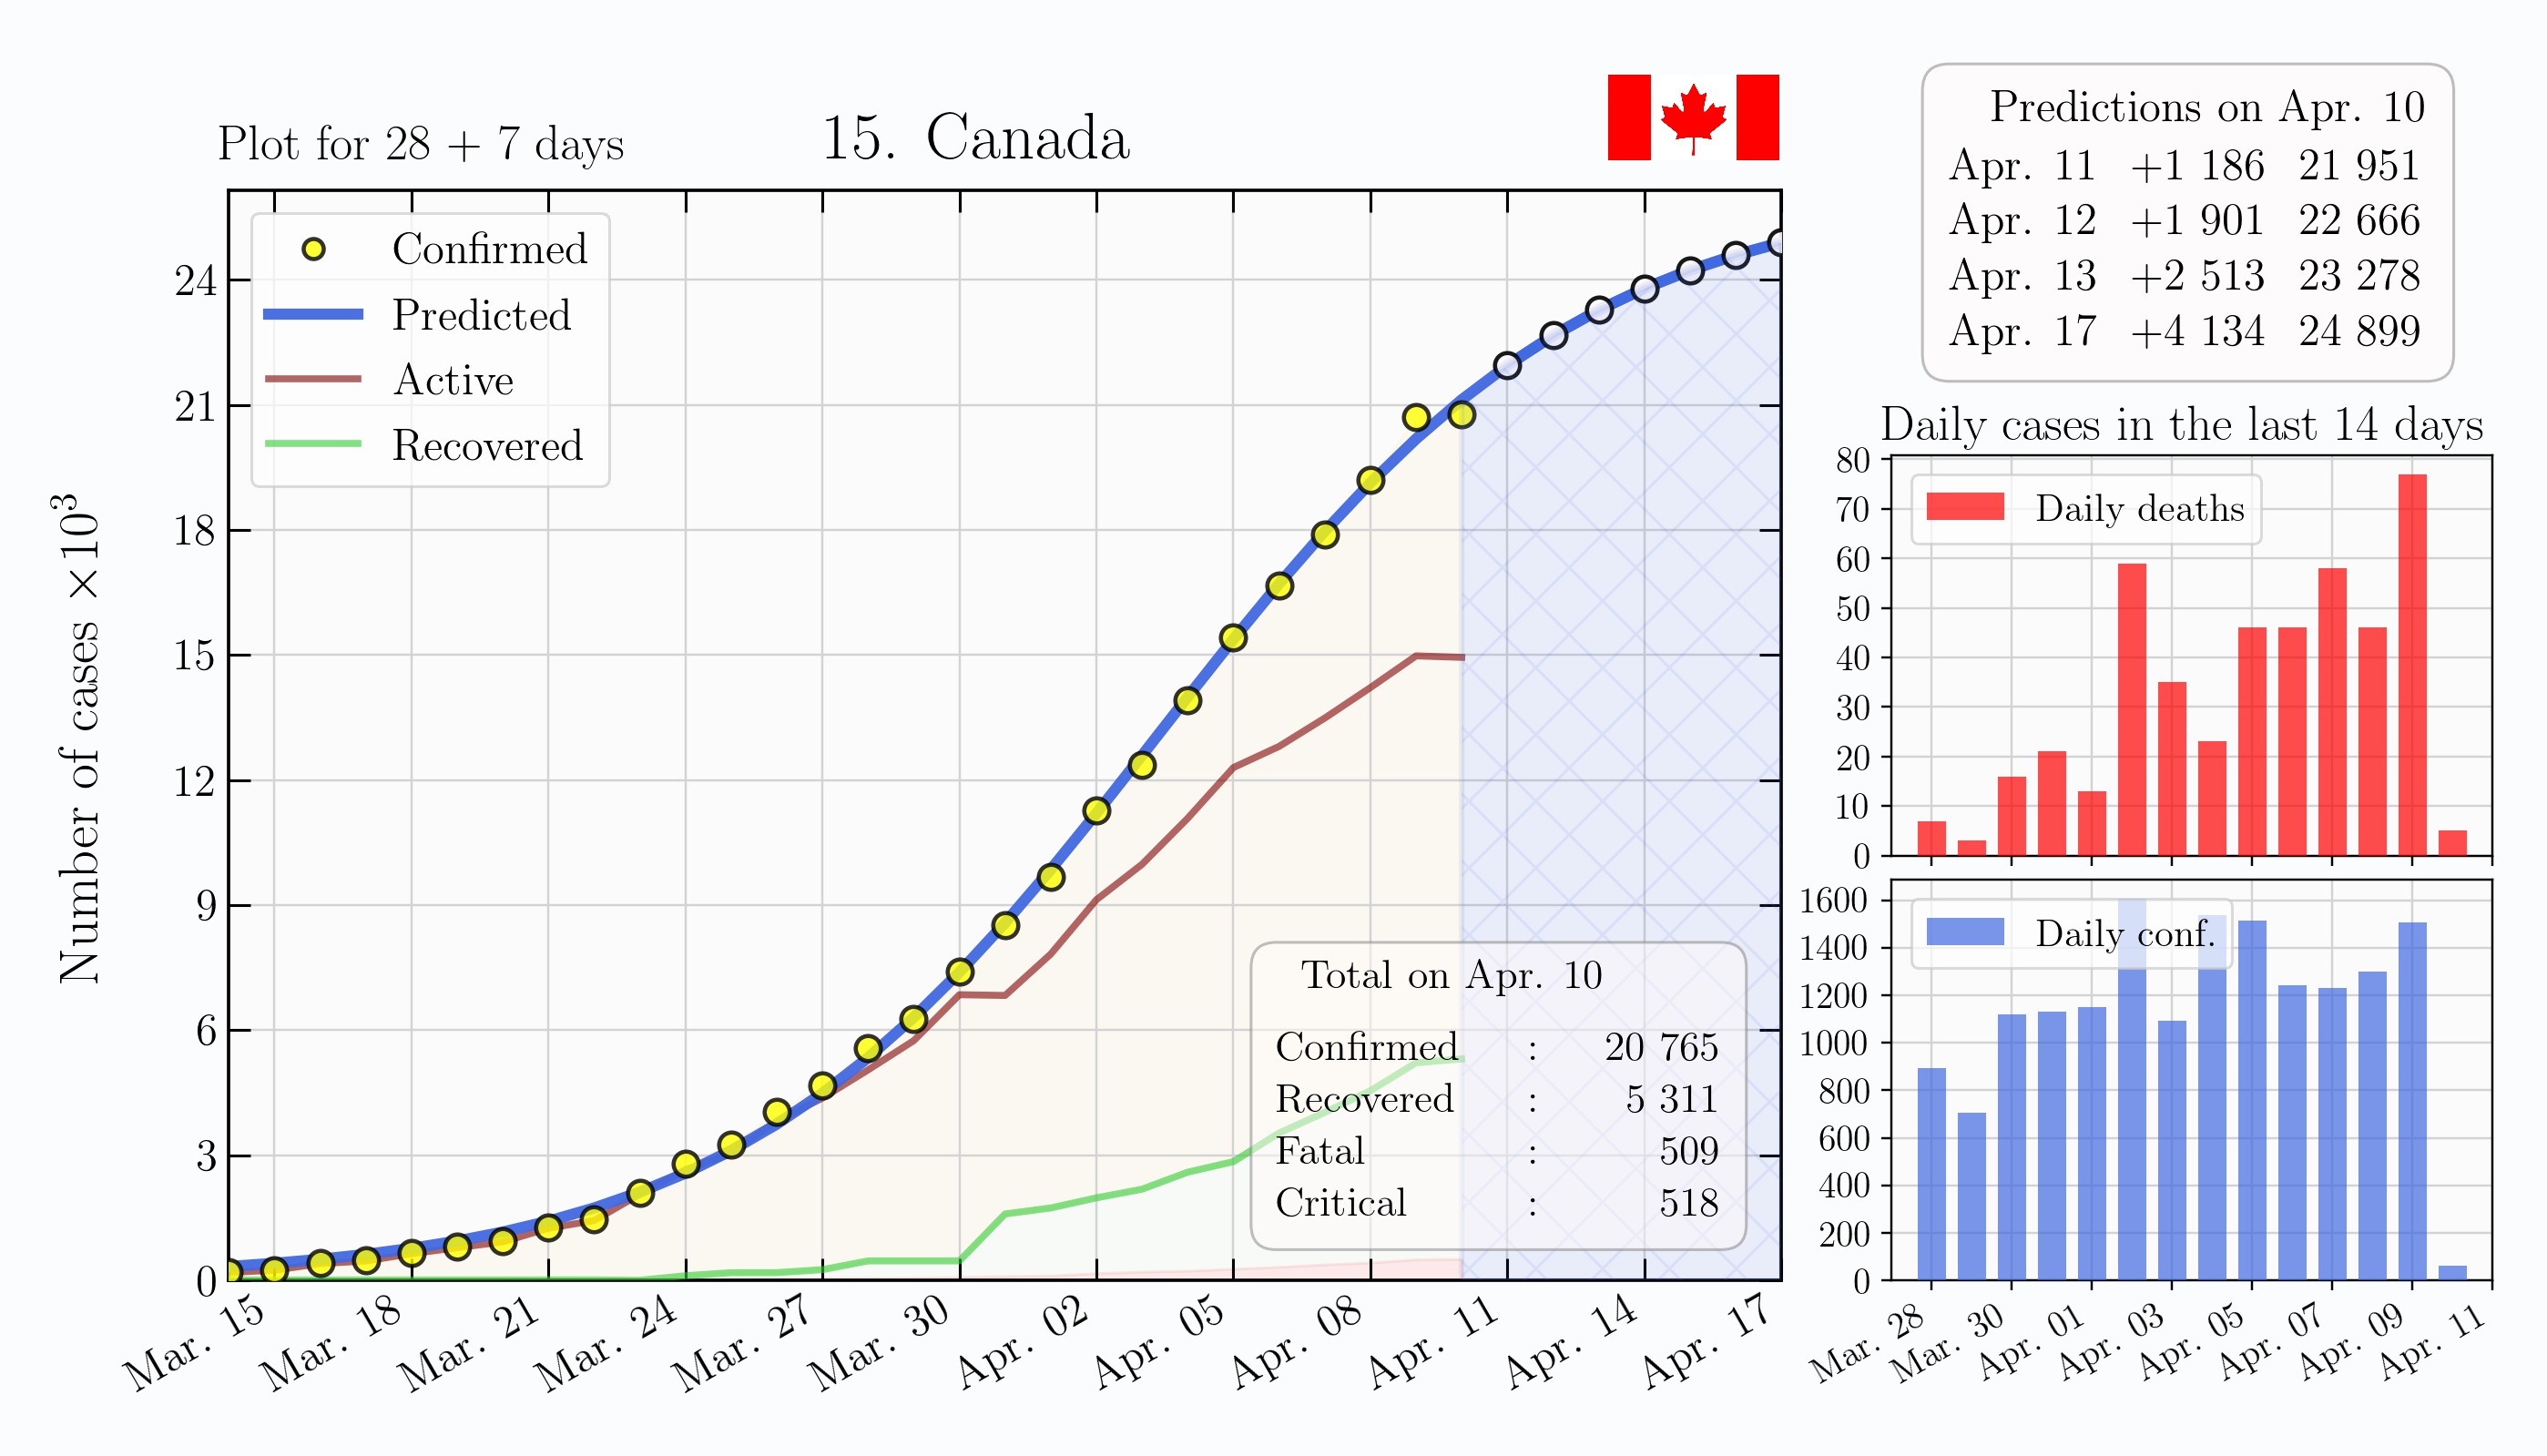 Plot for 28 + 7 days
15. Canada
Confirmed
Predicted
Active
Recovered
Number of cases ×10³
24
21
18
15
12
9
6
3
0
Mar. 15
Mar. 18
Mar. 21
Mar. 24
Mar. 27
Mar. 30
Apr. 02
Apr. 05
Apr. 08
Apr. 11
Apr. 14
Apr. 17
Total on Apr. 10
Confirmed : 20 765
Recovered : 5 311
Fatal : 509
Critical : 518
Predictions on Apr. 10
Apr. 11 +1 186 21 951
Apr. 12 +1 901 22 666
Apr. 13 +2 513 23 278
Apr. 17 +4 134 24 899
Daily cases in the last 14 days
Daily deaths
80
70
60
50
40
30
20
10
0
Daily conf.
1600
1400
1200
1000
800
600
400
200
0
Mar. 28
Mar. 30
Apr. 01
Apr. 03
Apr. 05
Apr. 07
Apr. 09
Apr. 11